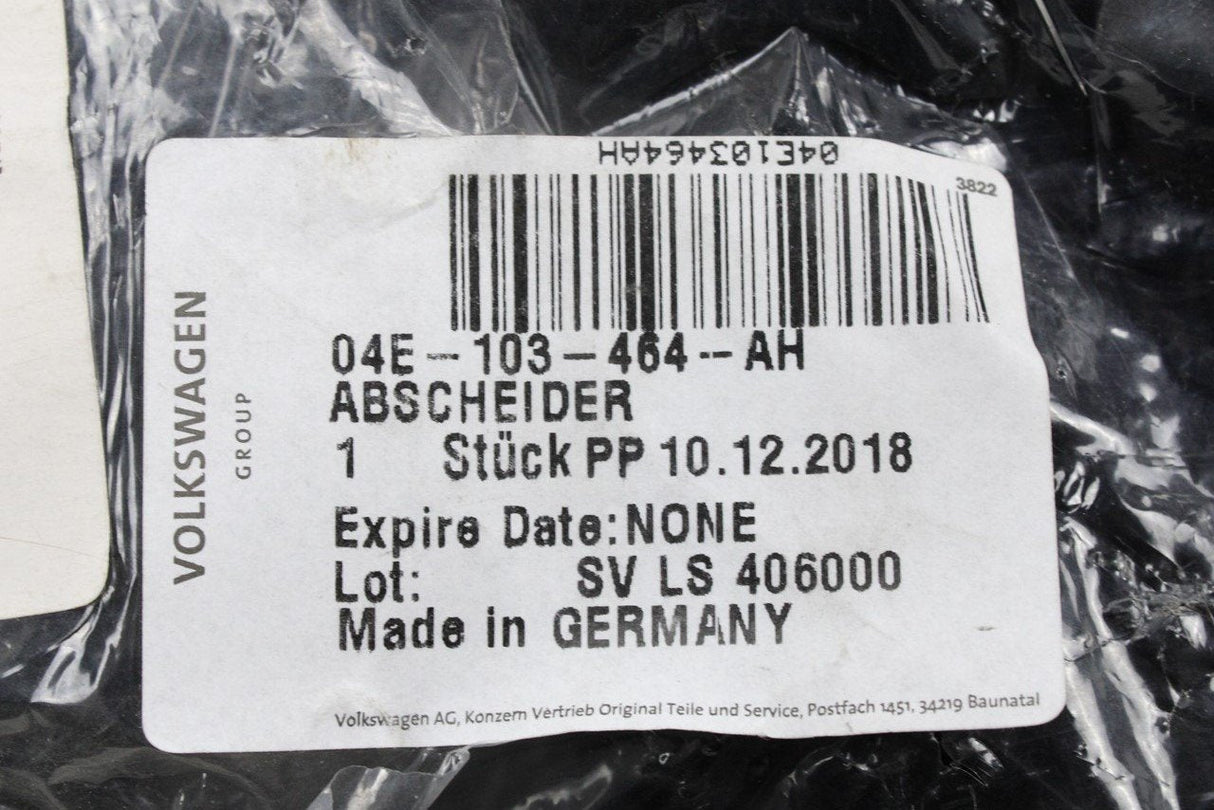 04E103464AH
3822
VOLKSWAGEN
GROUP
04E-103-464--AH
ABSCHEIDER
1 Stück PP 10.12.2018
Expire Date:NONE
Lot: SV LS 406000
Made in GERMANY
Volkswagen AG, Konzern Vertrieb Original Teile und Service, Postfach 1451, 34219 Baunatal